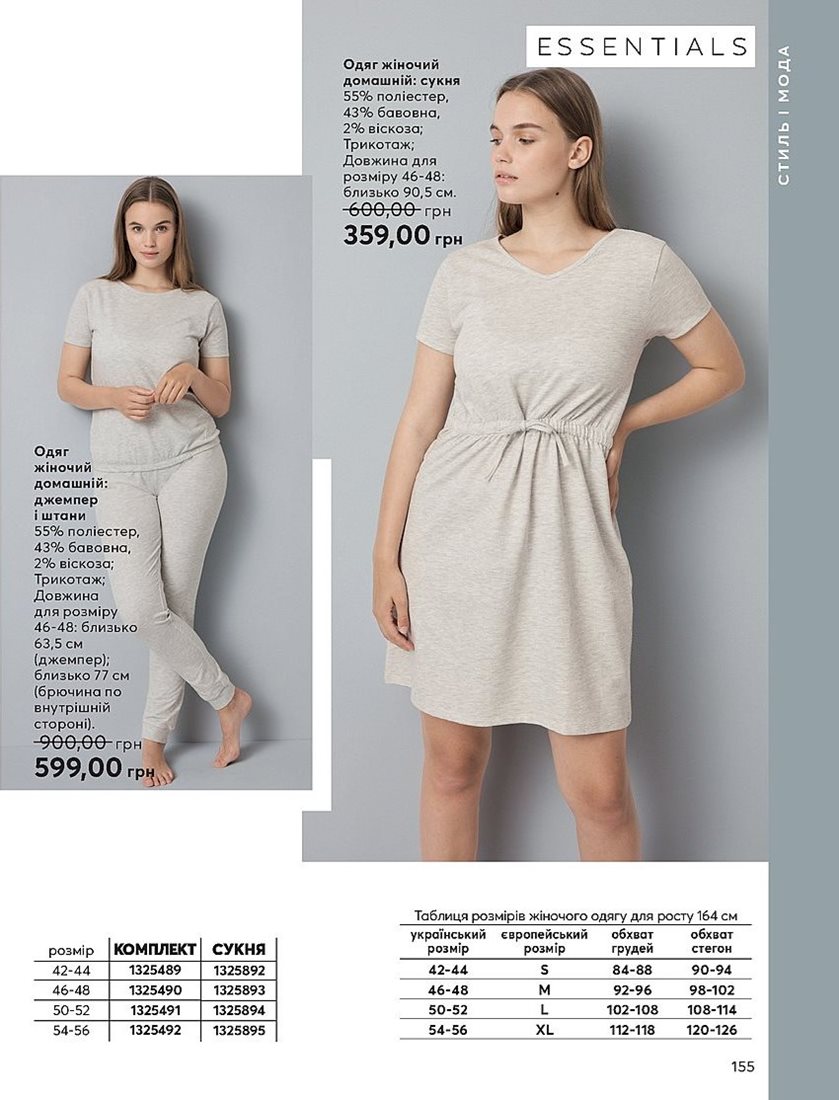 ESSENTIALS
СТИЛЬ І МОДА
Одяг жіночий
домашній: сукня
55% поліестер,
43% бавовна,
2% віскоза;
Трикотаж;
Довжина для
розміру 46-48:
близько 90,5 см.
600,00 грн
359,00 грн
Одяг
жіночий
домашній:
джемпер
і штани
55% поліестер,
43% бавовна,
2% віскоза;
Трикотаж;
Довжина
для розміру
46-48: близько
63,5 см
(джемпер);
близько 77 см
(брючина по
внутрішній
стороні).
900,00 грн
599,00 грн
розмір КОМПЛЕКТ СУКНЯ
42-44 1325489 1325892
46-48 1325490 1325893
50-52 1325491 1325894
54-56 1325492 1325895
Таблиця розмірів жіночого одягу для росту 164 см
український європейський обхват обхват
розмір розмір грудей стегон
42-44 S 84-88 90-94
46-48 M 92-96 98-102
50-52 L 102-108 108-114
54-56 XL 112-118 120-126
155